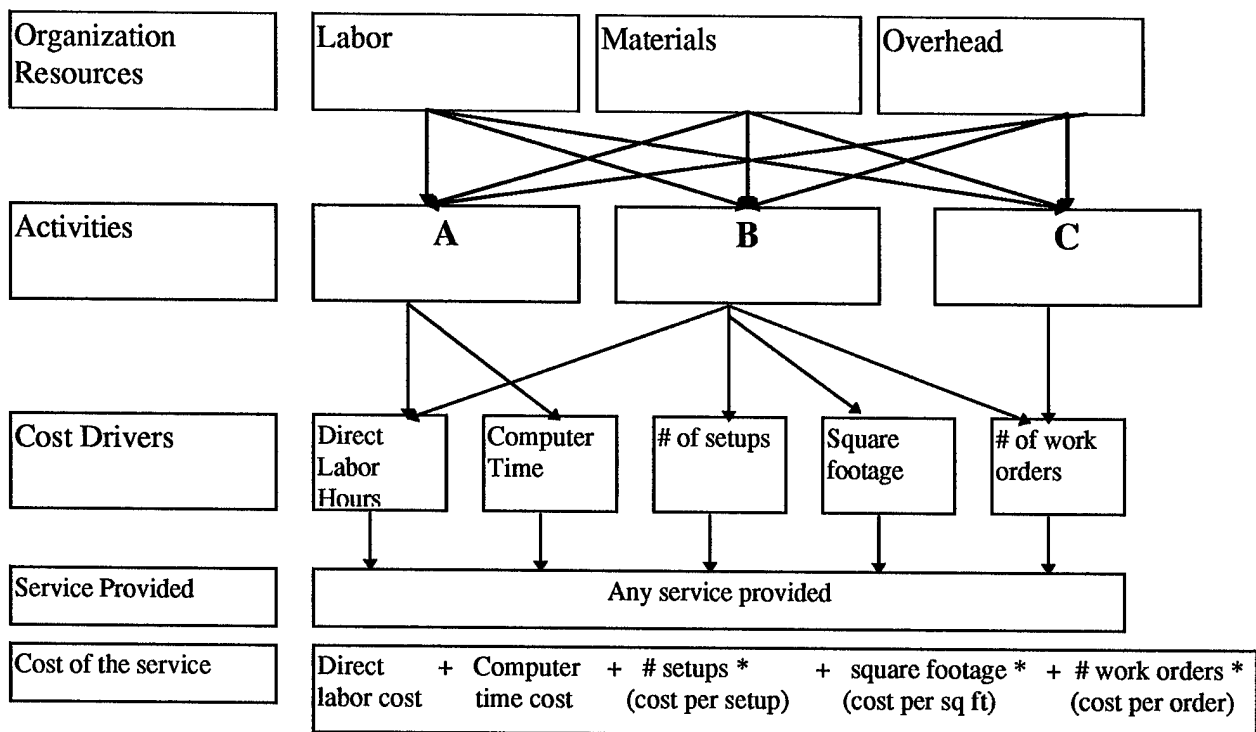 Organization
Resources
Labor
Materials
Overhead
Activities
A
B
C
Cost Drivers
Direct
Labor
Hours
Computer
Time
# of setups
Square
footage
# of work
orders
Service Provided
Any service provided
Cost of the service
Direct + Computer + # setups * + square footage * + # work orders *
labor cost time cost (cost per setup) (cost per sq ft) (cost per order)